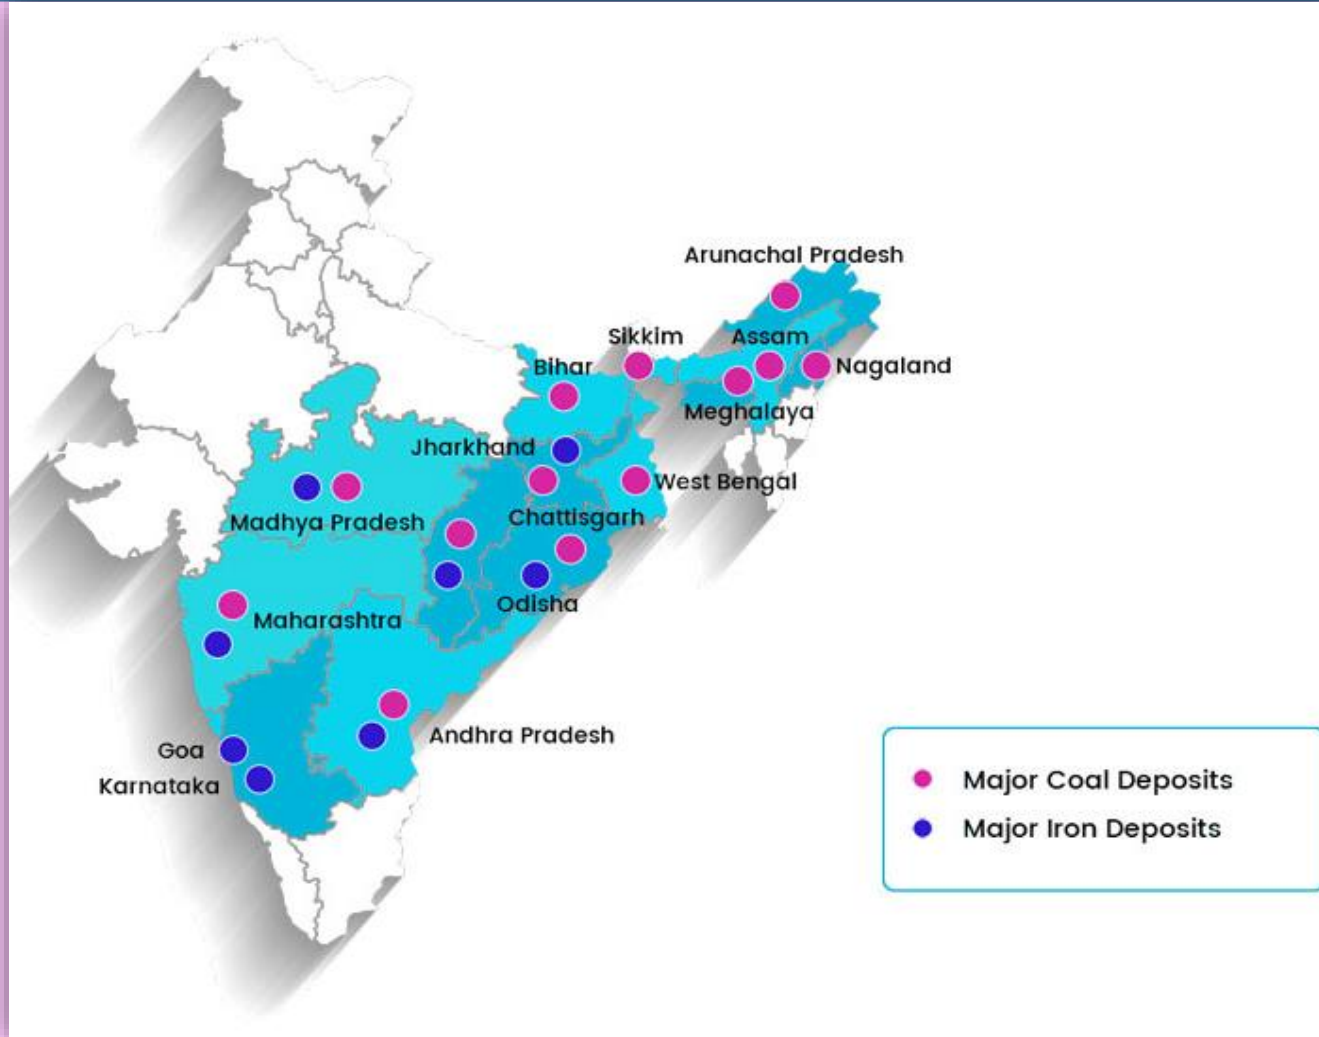 Arunachal Pradesh
Sikkim
Assam
Bihar
Nagaland
Meghalaya
Jharkhand
West Bengal
Chattisgarh
Madhya Pradesh
Odisha
Maharashtra
Andhra Pradesh
Goa
Karnataka
Major Coal Deposits
Major Iron Deposits